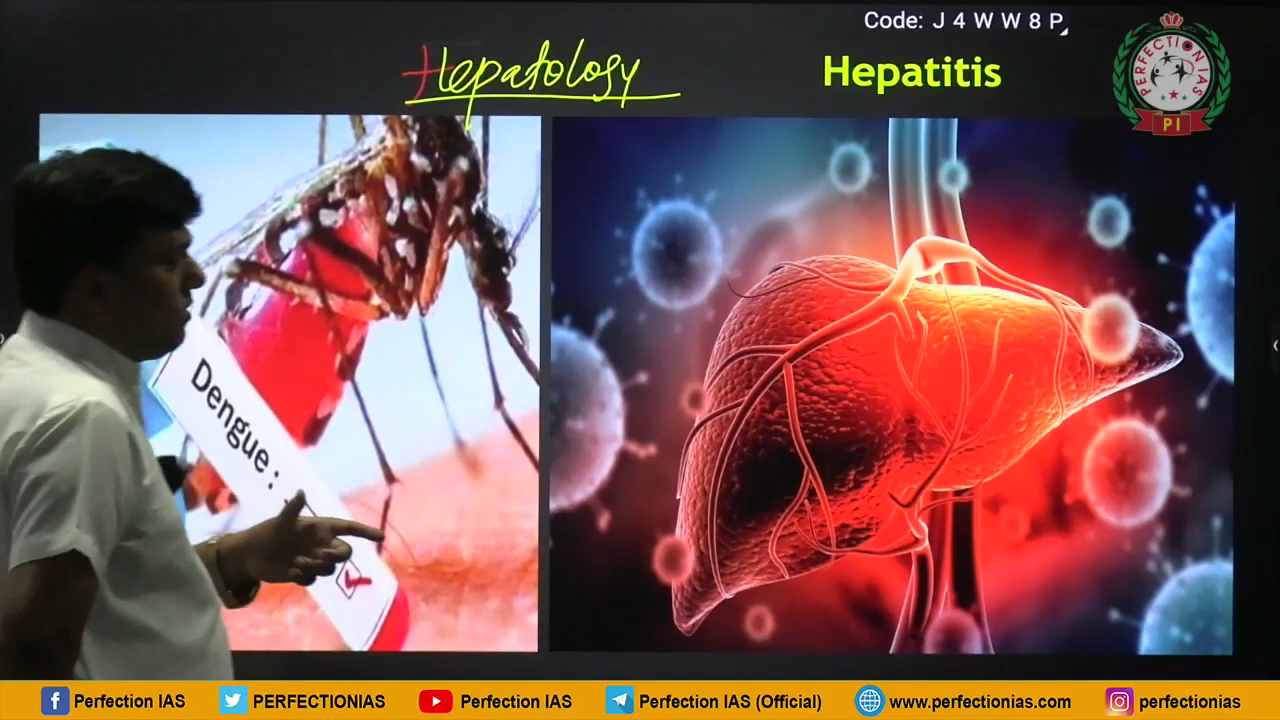 Code: J 4 W W 8 P
Hepatology
Hepatitis
PERFECTION IAS
PI
Dengue :
Perfection IAS
PERFECTIONIAS
Perfection IAS
Perfection IAS (Official)
www.perfectionias.com
perfectionias